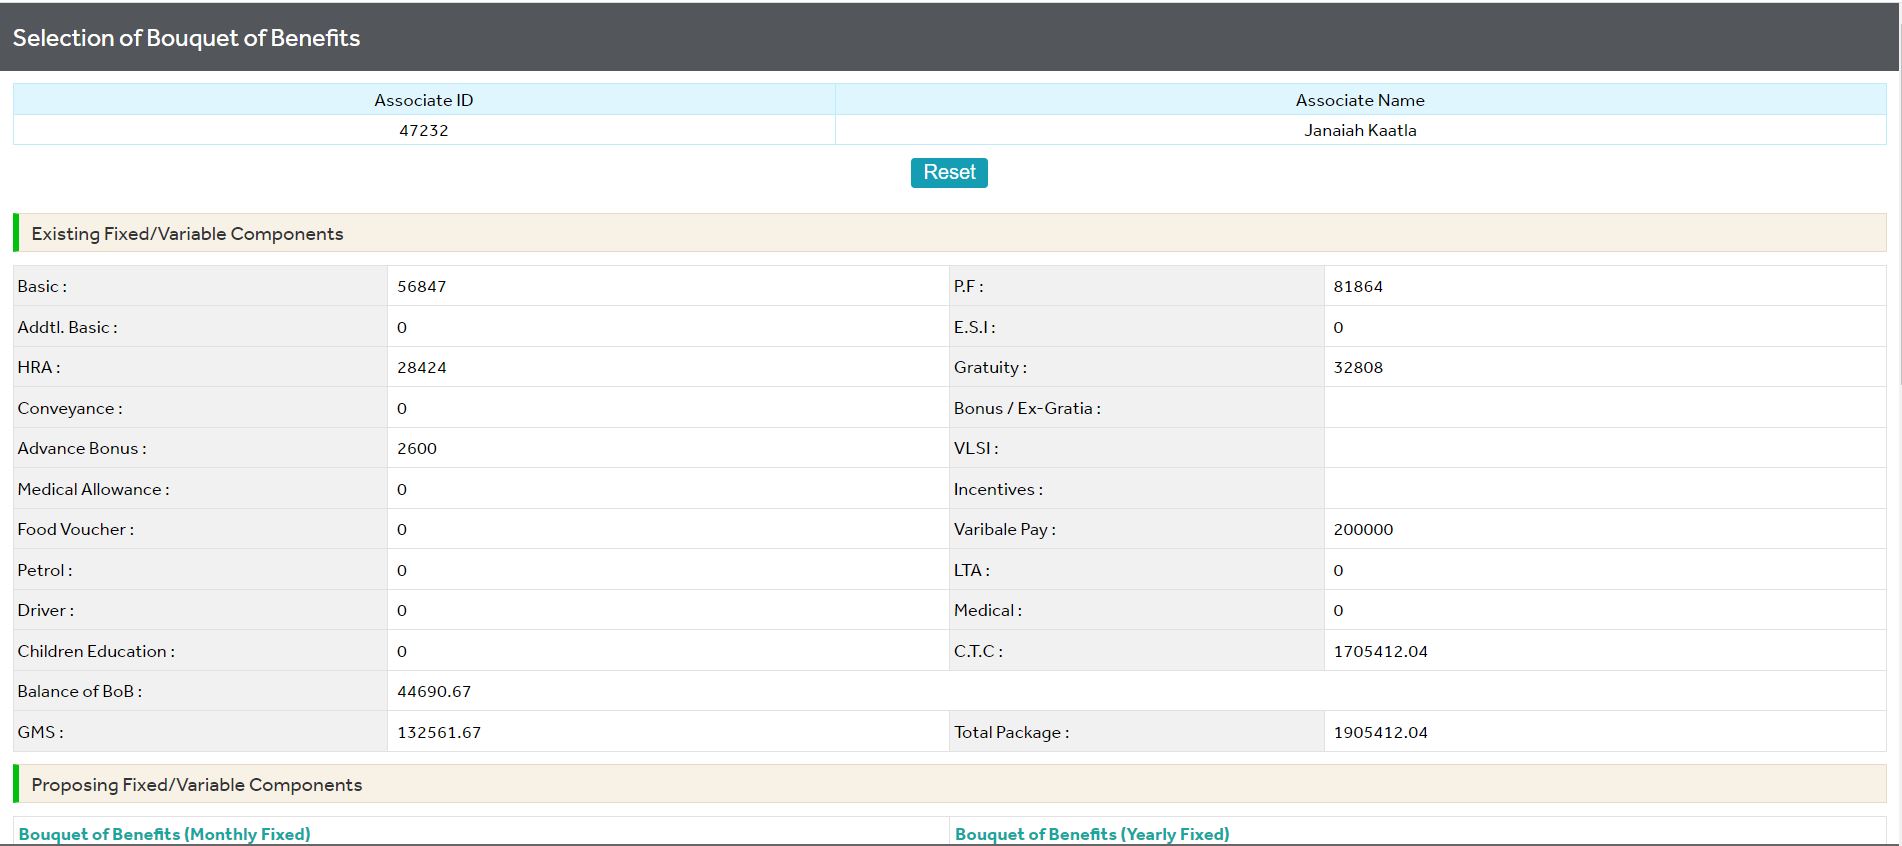 Selection of Bouquet of Benefits
Associate ID Associate Name
47232 Janaiah Kaatla
Reset
Existing Fixed/Variable Components
Basic : 56847 P.F : 81864
Addtl. Basic : 0 E.S.I : 0
HRA : 28424 Gratuity : 32808
Conveyance : 0 Bonus / Ex-Gratia :
Advance Bonus : 2600 VLSI :
Medical Allowance : 0 Incentives :
Food Voucher : 0 Varibale Pay : 200000
Petrol : 0 LTA : 0
Driver : 0 Medical : 0
Children Education : 0 C.T.C : 1705412.04
Balance of BoB : 44690.67
GMS : 132561.67 Total Package : 1905412.04
Proposing Fixed/Variable Components
Bouquet of Benefits (Monthly Fixed) Bouquet of Benefits (Yearly Fixed)